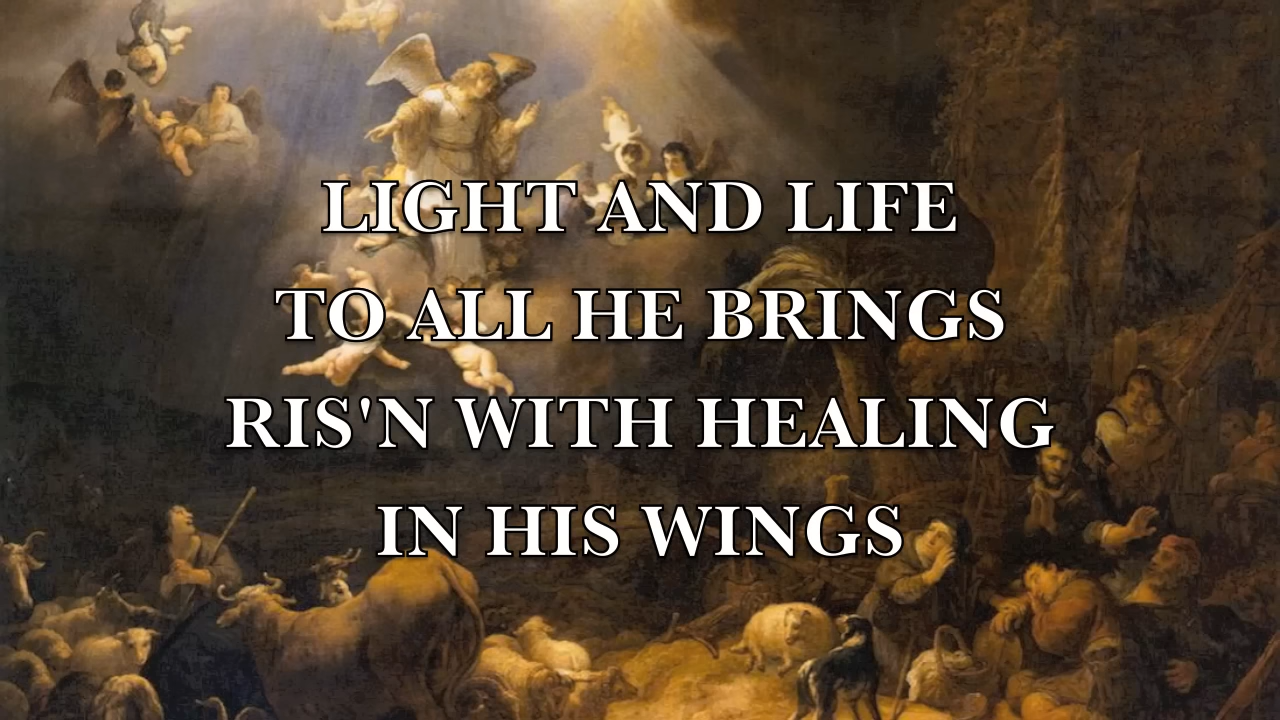 LIGHT AND LIFE
TO ALL HE BRINGS
RIS'N WITH HEALING
IN HIS WINGS